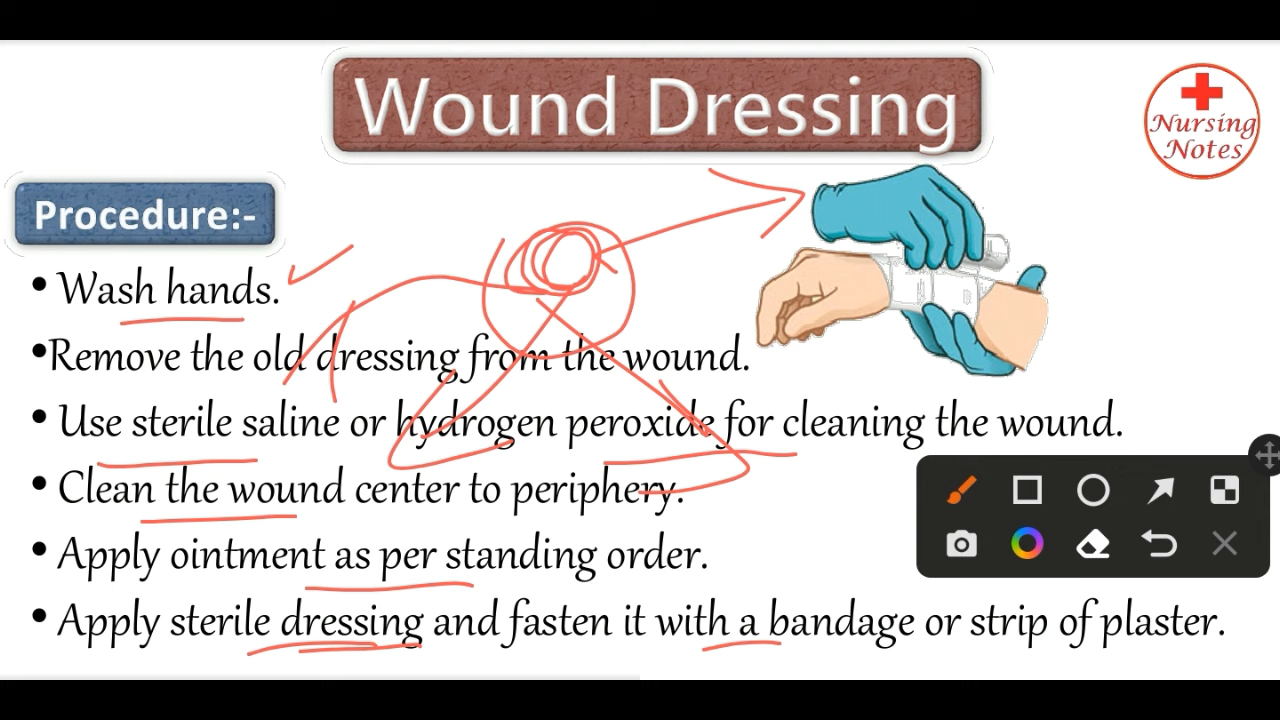 Wound Dressing
Nursing
Notes
Procedure:-
• Wash hands.
•Remove the old dressing from the wound.
• Use sterile saline or hydrogen peroxide for cleaning the wound.
• Clean the wound center to periphery.
• Apply ointment as per standing order.
• Apply sterile dressing and fasten it with a bandage or strip of plaster.